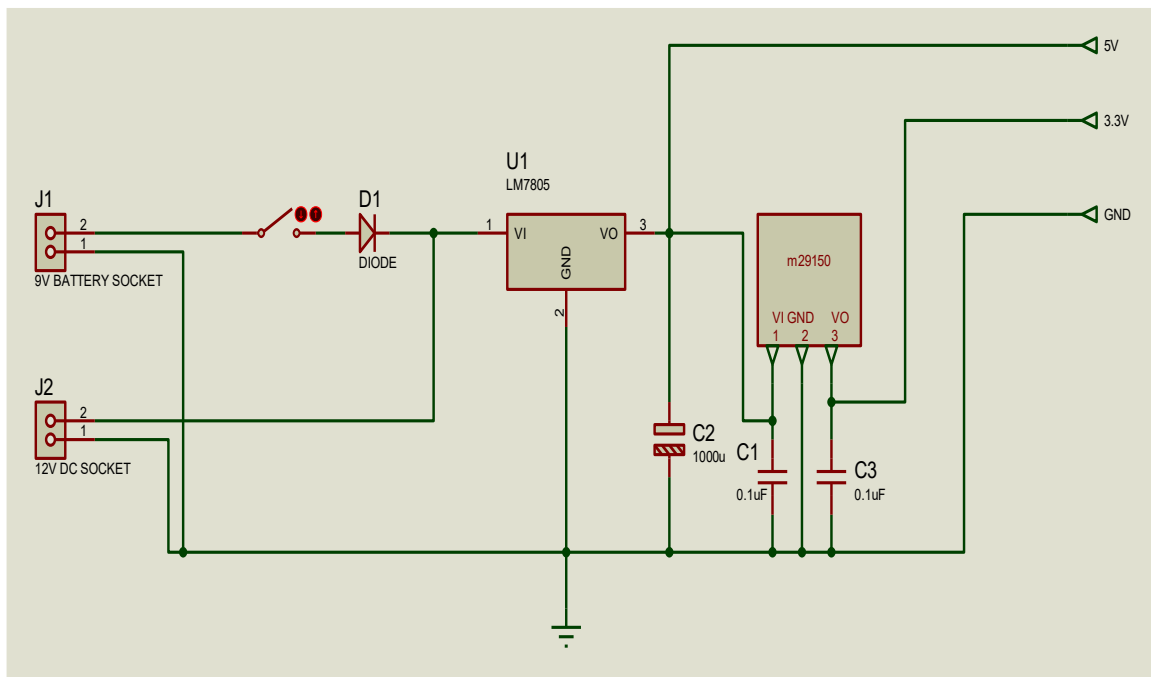 5V
3.3V
GND
U1
LM7805
J1
2
1
9V BATTERY SOCKET
D1
DIODE
1
VI
VO
3
GND
2
m29150
VI GND VO
1 2 3
J2
2
1
12V DC SOCKET
C2
1000u
C1
0.1uF
C3
0.1uF